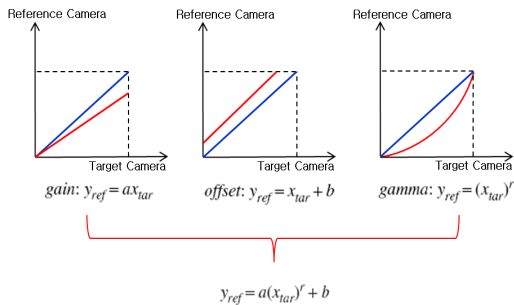 Reference Camera
Reference Camera
Reference Camera
Target Camera
Target Camera
Target Camera
gain: y_ref = ax_tar
offset: y_ref = x_tar + b
gamma: y_ref = (x_tar)^r
y_ref = a(x_tar)^r + b